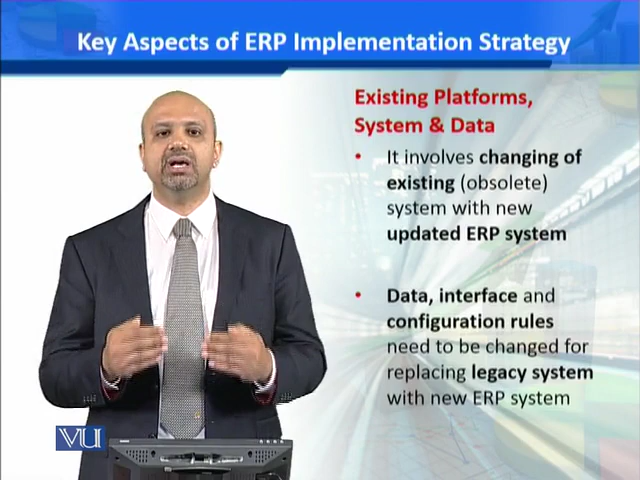 Key Aspects of ERP Implementation Strategy
Existing Platforms,
System & Data
• It involves changing of
existing (obsolete)
system with new
updated ERP system
• Data, interface and
configuration rules
need to be changed for
replacing legacy system
with new ERP system
VU